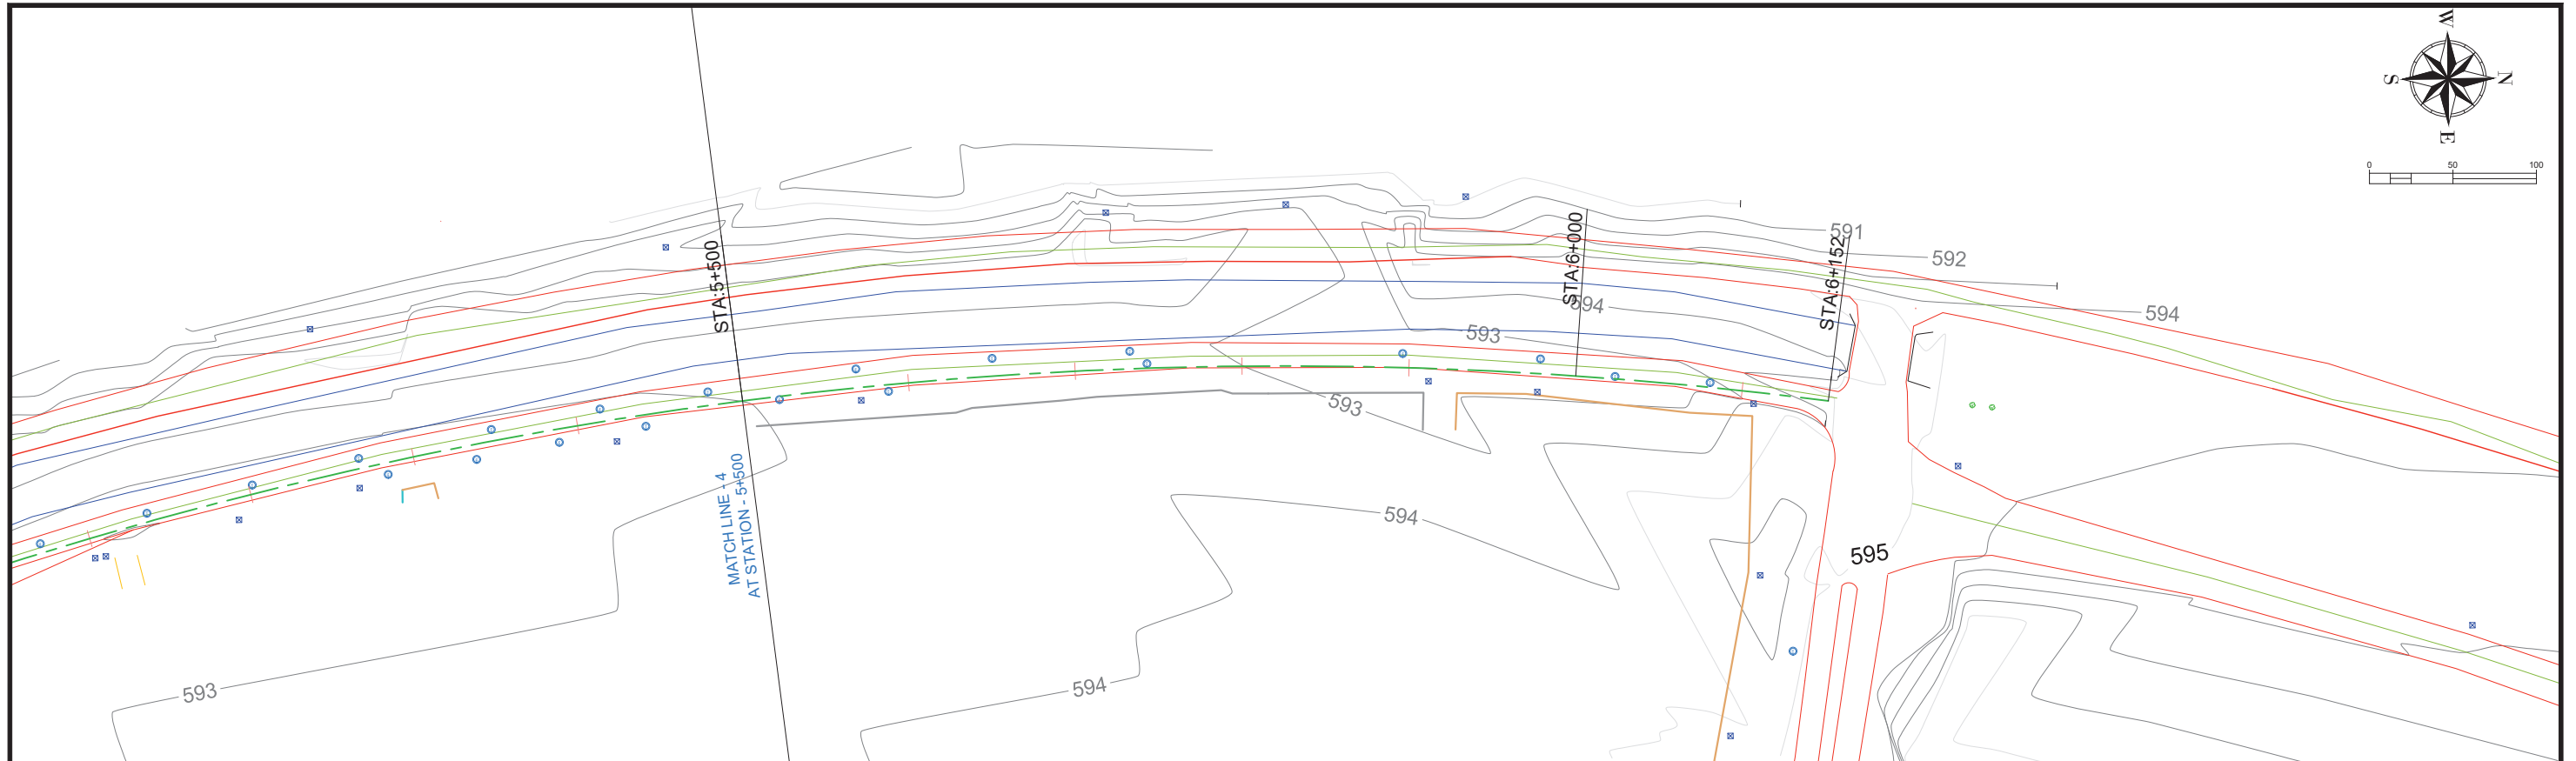 W
S
N
E
0 50 100
STA:5+500
STA:6+000
STA:6+152
591
592
594
594
593
593
594
595
593
594
MATCH LINE - 4
AT STATION - 5+500